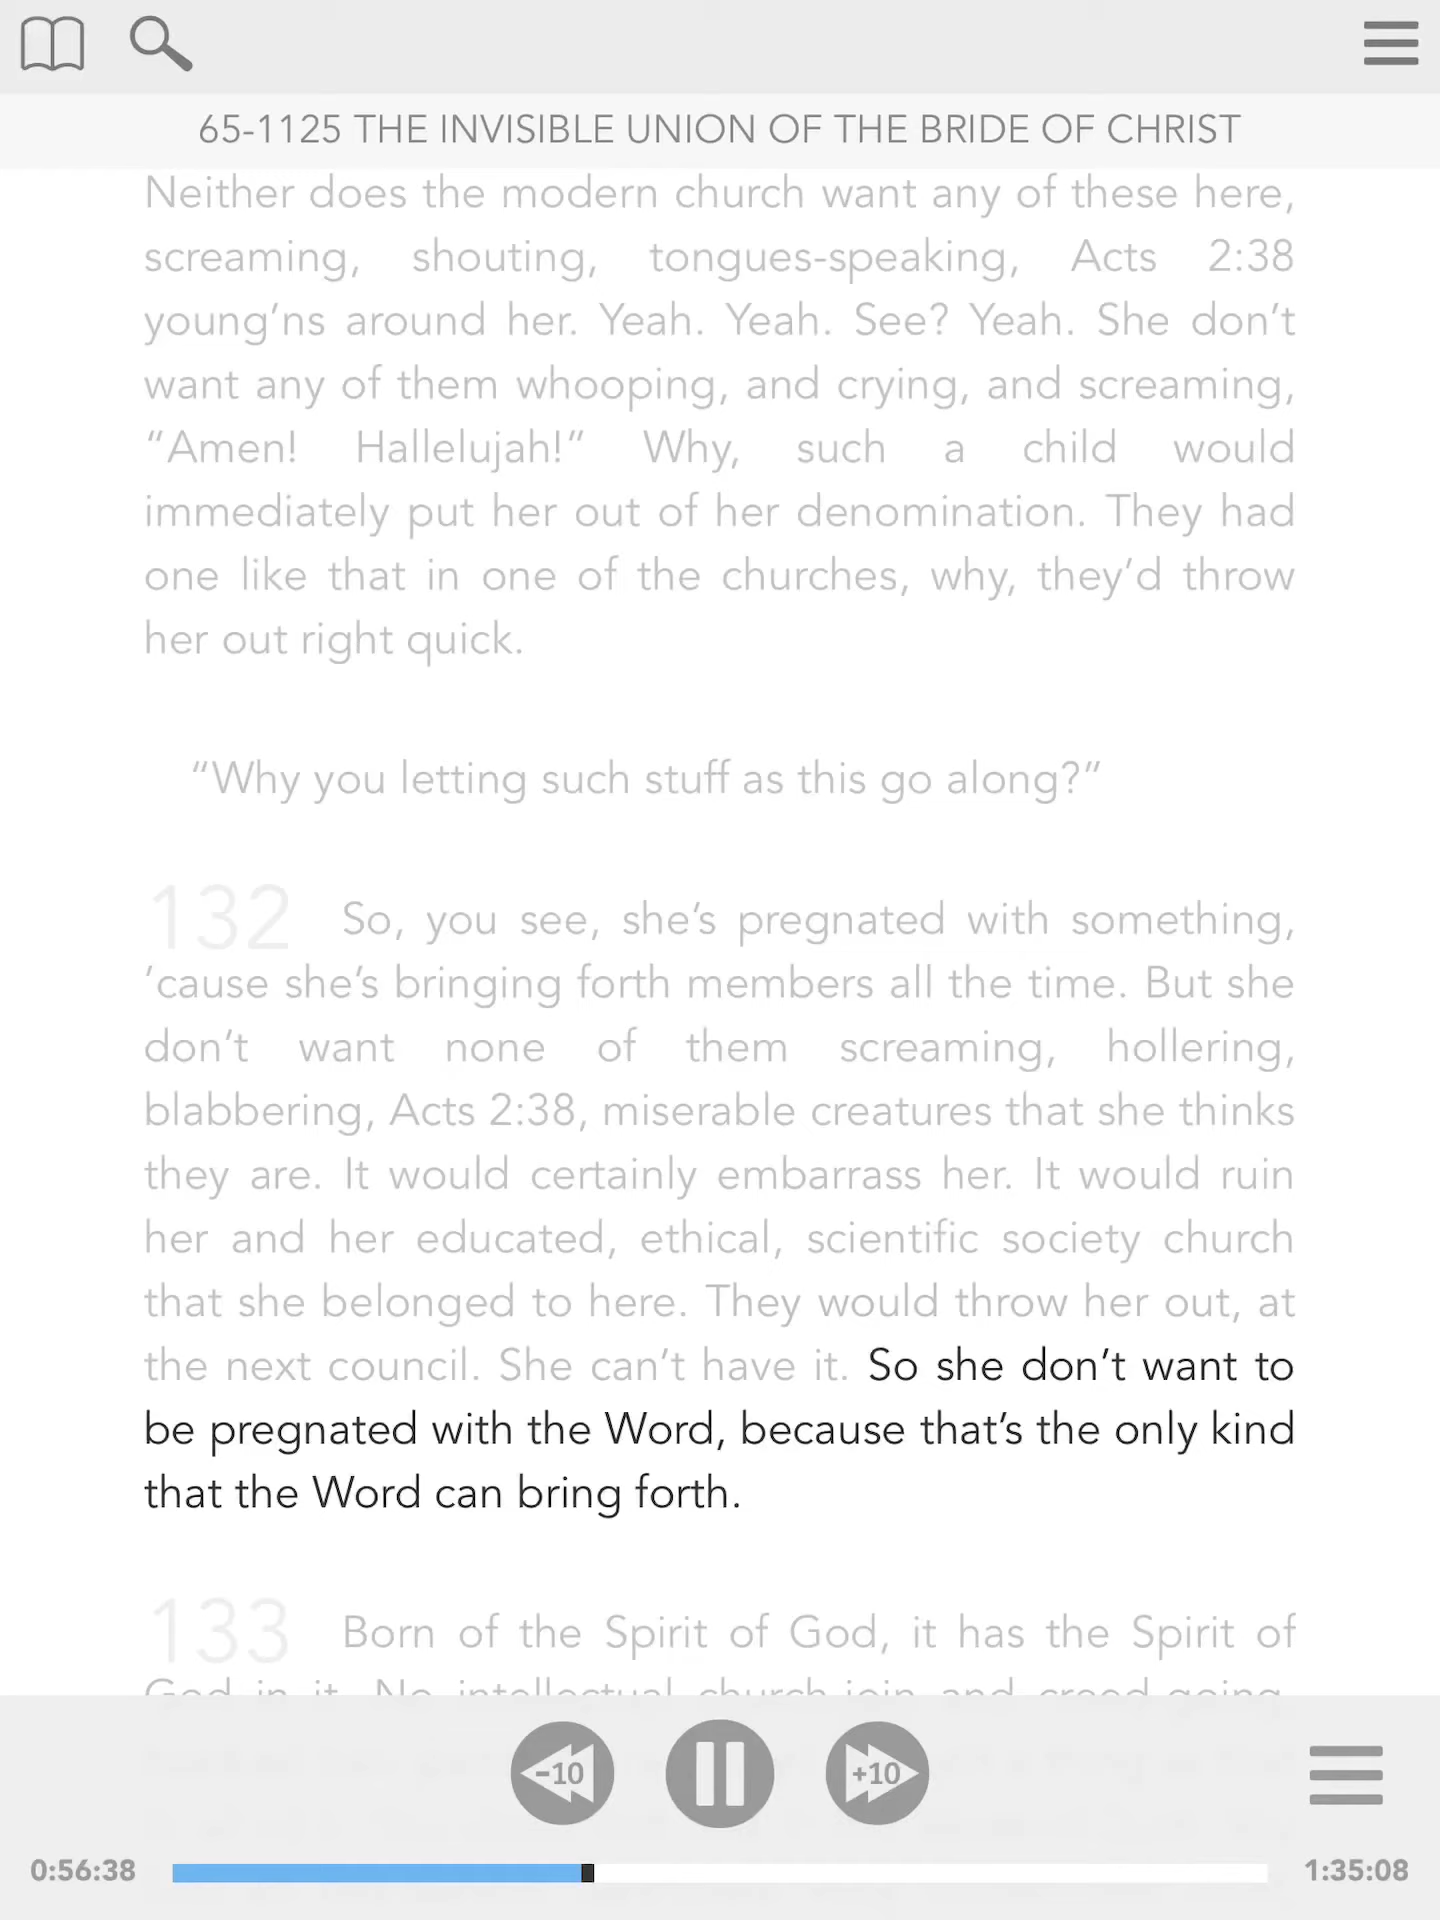 65-1125 THE INVISIBLE UNION OF THE BRIDE OF CHRIST
Neither does the modern church want any of these here,
screaming, shouting, tongues-speaking, Acts 2:38
young’ns around her. Yeah. Yeah. See? Yeah. She don’t
want any of them whooping, and crying, and screaming,
“Amen! Hallelujah!” Why, such a child would
immediately put her out of her denomination. They had
one like that in one of the churches, why, they’d throw
her out right quick.
“Why you letting such stuff as this go along?”
132 So, you see, she’s pregnated with something,
’cause she’s bringing forth members all the time. But she
don’t want none of them screaming, hollering,
blabbering, Acts 2:38, miserable creatures that she thinks
they are. It would certainly embarrass her. It would ruin
her and her educated, ethical, scientific society church
that she belonged to here. They would throw her out, at
the next council. She can’t have it. So she don’t want to
be pregnated with the Word, because that’s the only kind
that the Word can bring forth.
133 Born of the Spirit of God, it has the Spirit of
God in it. No intellectual church-join and creed-going,
-10 +10
0:56:38 1:35:08